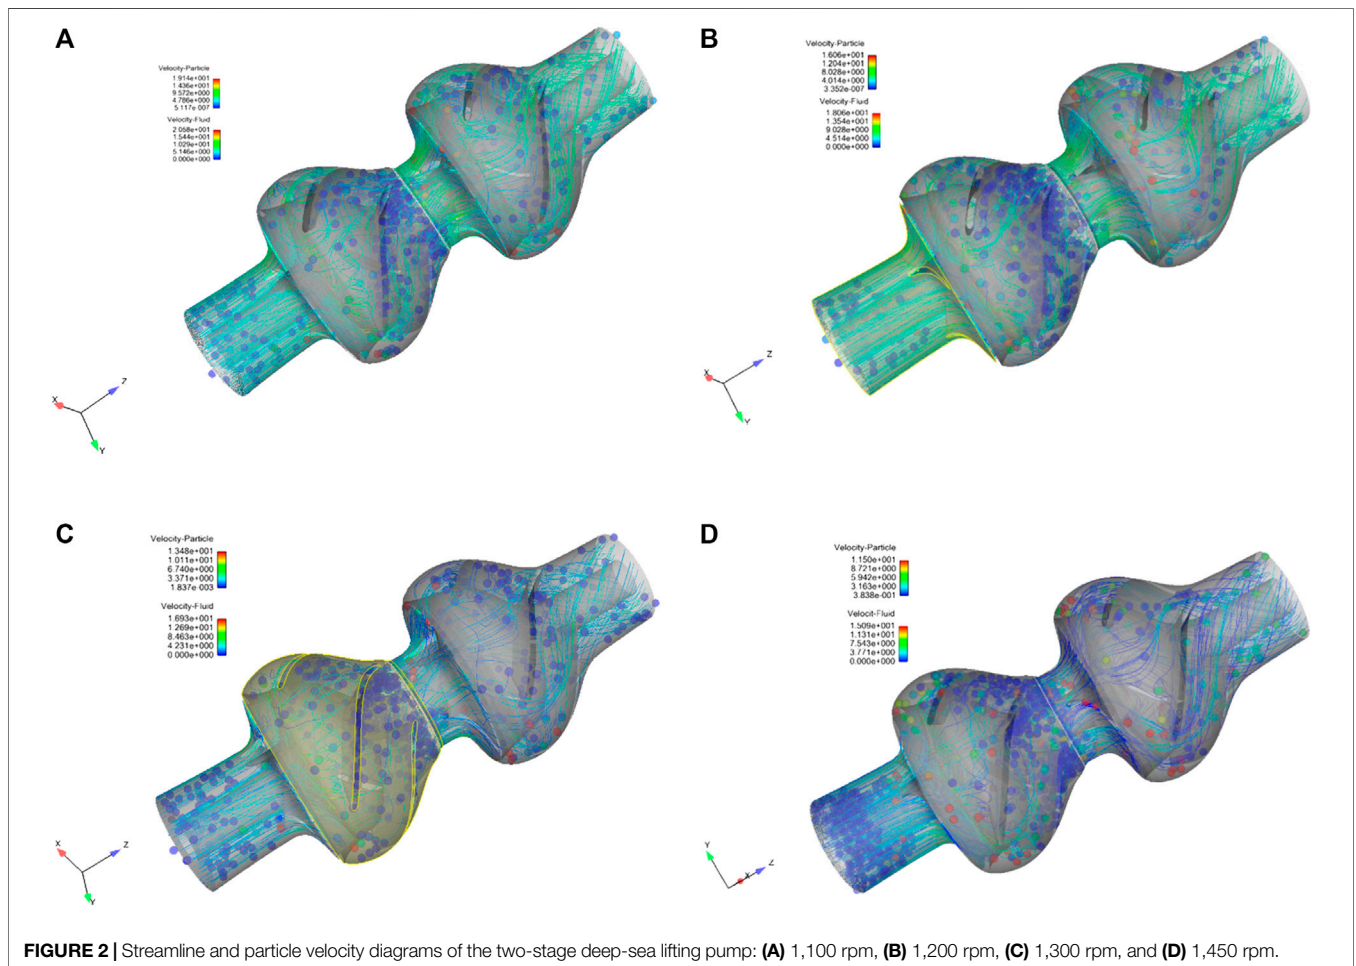 A
Velocity-Particle
1.914e+001
1.436e+001
9.572e+000
4.786e+000
5.117e-007
Velocity-Fluid
2.058e+001
1.544e+001
1.029e+001
5.146e+000
0.000e+000
X
Z
Y
B
Velocity-Particle
1.606e+001
1.204e+001
8.028e+000
4.014e+000
3.352e-007
Velocity-Fluid
1.806e+001
1.354e+001
9.028e+000
4.514e+000
0.000e+000
X
Z
Y
C
Velocity-Particle
1.348e+001
1.011e+001
6.740e+000
3.371e+000
1.837e-003
Velocity-Fluid
1.693e+001
1.269e+001
8.463e+000
4.231e+000
0.000e+000
X
Z
Y
D
Velocity-Particle
1.150e+001
8.721e+000
5.942e+000
3.163e+000
3.838e-001
Velocit-Fluid
1.509e+001
1.131e+001
7.543e+000
3.771e+000
0.000e+000
Y
X
Z
FIGURE 2 | Streamline and particle velocity diagrams of the two-stage deep-sea lifting pump: (A) 1,100 rpm, (B) 1,200 rpm, (C) 1,300 rpm, and (D) 1,450 rpm.